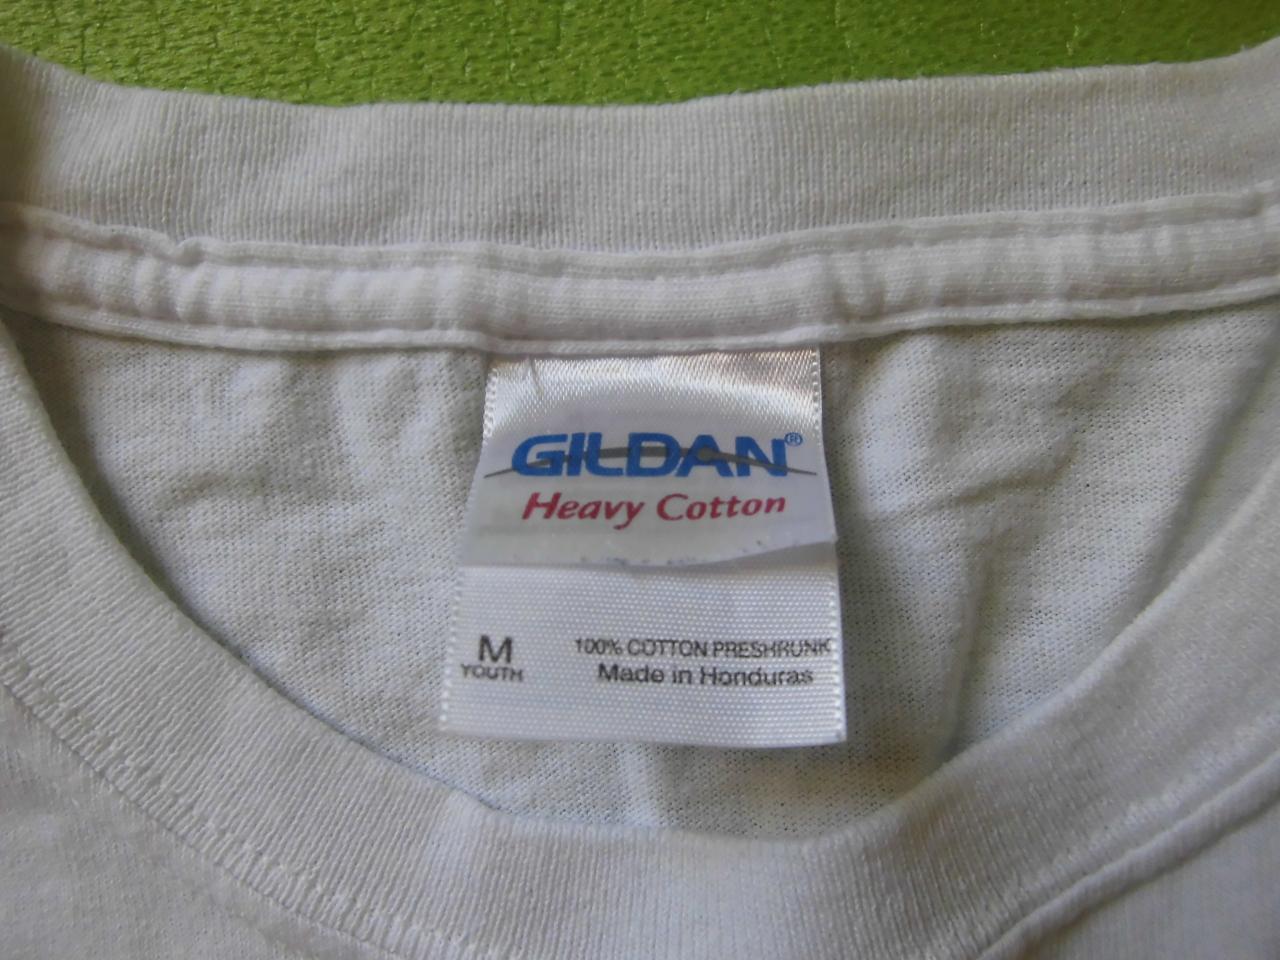 GILDAN®
Heavy Cotton
M
YOUTH
100% COTTON PRESHRUNK
Made in Honduras